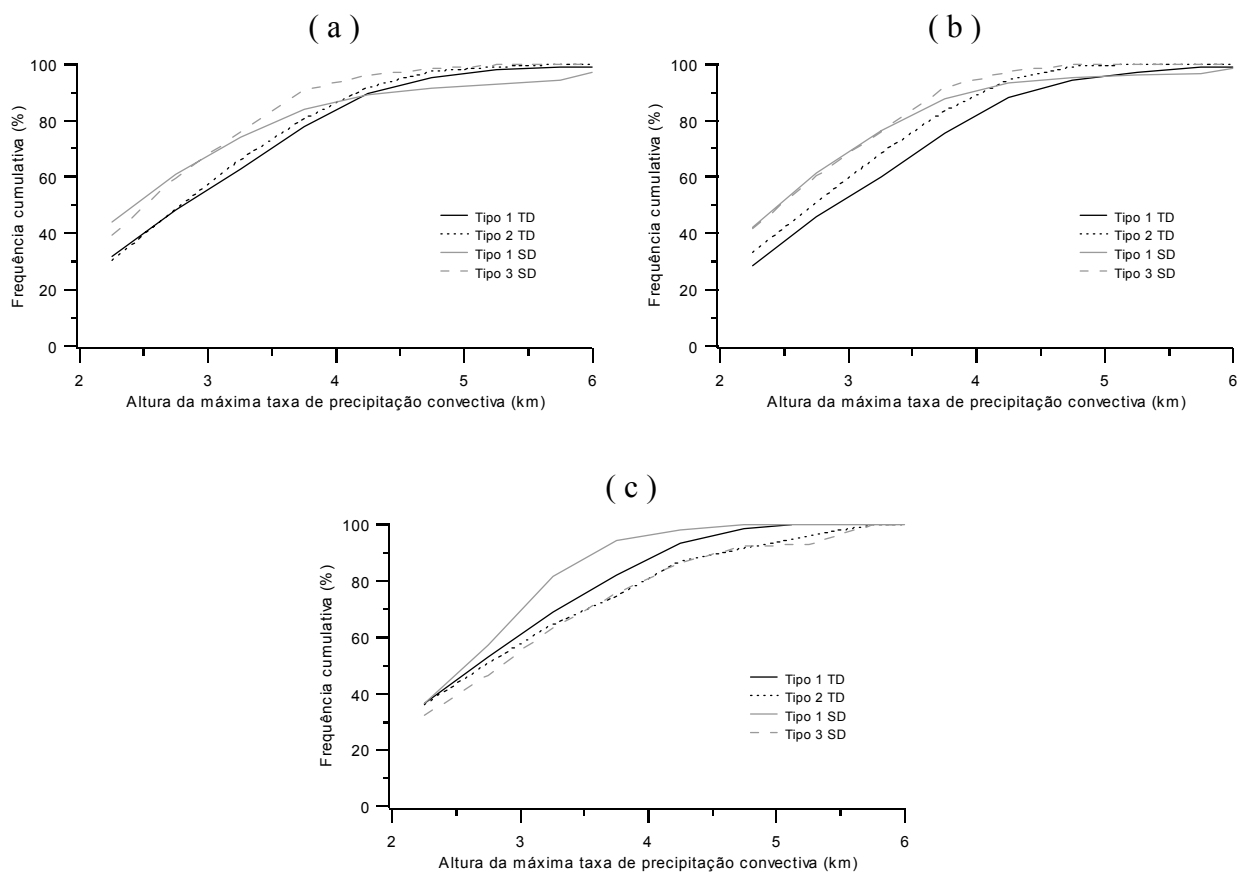 ( a )
100
80
60
40
20
0
Frequência cumulativa (%)
Tipo 1 TD
Tipo 2 TD
Tipo 1 SD
Tipo 3 SD
2 3 4 5 6
Altura da máxima taxa de precipitação convectiva (km)
( b )
100
80
60
40
20
0
Frequência cumulativa (%)
Tipo 1 TD
Tipo 2 TD
Tipo 1 SD
Tipo 3 SD
2 3 4 5 6
Altura da máxima taxa de precipitação convectiva (km)
( c )
100
80
60
40
20
0
Frequência cumulativa (%)
Tipo 1 TD
Tipo 2 TD
Tipo 1 SD
Tipo 3 SD
2 3 4 5 6
Altura da máxima taxa de precipitação convectiva (km)